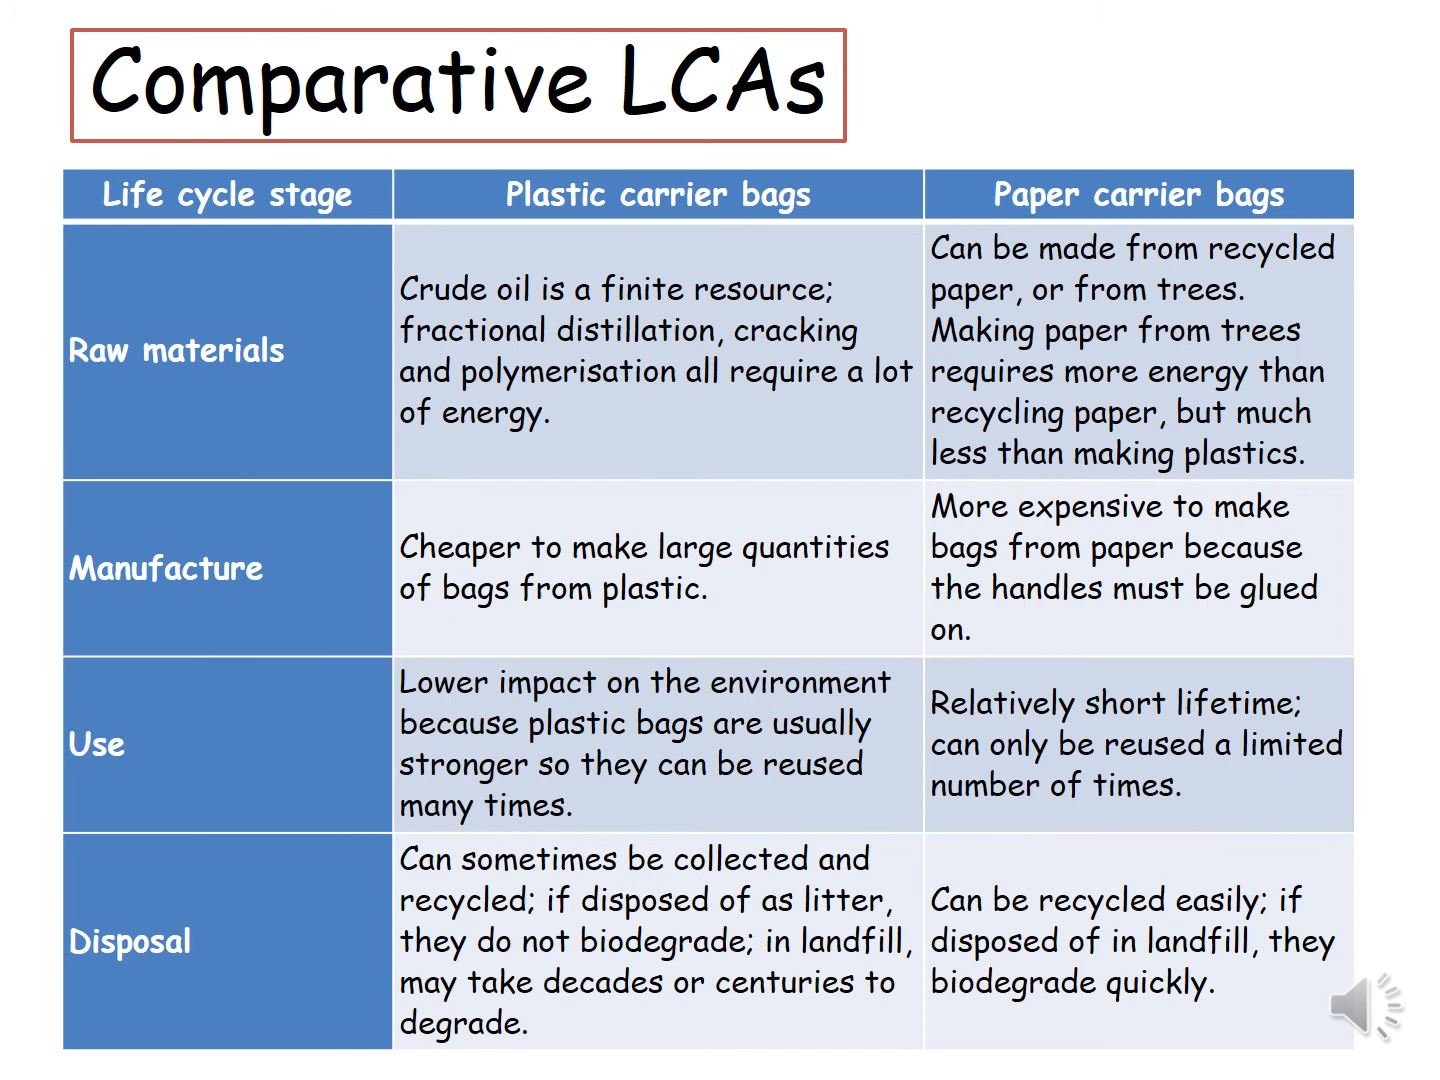 Comparative LCAs
Life cycle stage
Plastic carrier bags
Paper carrier bags
Raw materials
Crude oil is a finite resource;
fractional distillation, cracking
and polymerisation all require a lot
of energy.
Can be made from recycled
paper, or from trees.
Making paper from trees
requires more energy than
recycling paper, but much
less than making plastics.
Manufacture
Cheaper to make large quantities
of bags from plastic.
More expensive to make
bags from paper because
the handles must be glued
on.
Use
Lower impact on the environment
because plastic bags are usually
stronger so they can be reused
many times.
Relatively short lifetime;
can only be reused a limited
number of times.
Disposal
Can sometimes be collected and
recycled; if disposed of as litter,
they do not biodegrade; in landfill,
may take decades or centuries to
degrade.
Can be recycled easily; if
disposed of in landfill, they
biodegrade quickly.